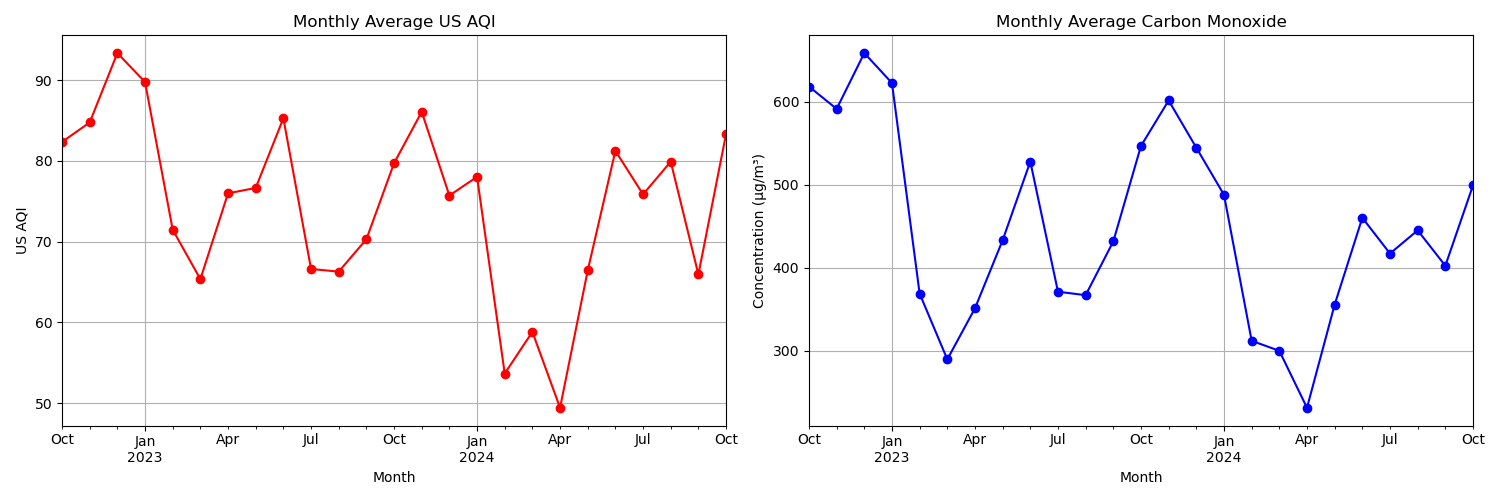 Monthly Average US AQI
US AQI
90
80
70
60
50
Oct
Jan
2023
Apr
Jul
Oct
Jan
2024
Apr
Jul
Oct
Month
Monthly Average Carbon Monoxide
Concentration (µg/m³)
600
500
400
300
Oct
Jan
2023
Apr
Jul
Oct
Jan
2024
Apr
Jul
Oct
Month